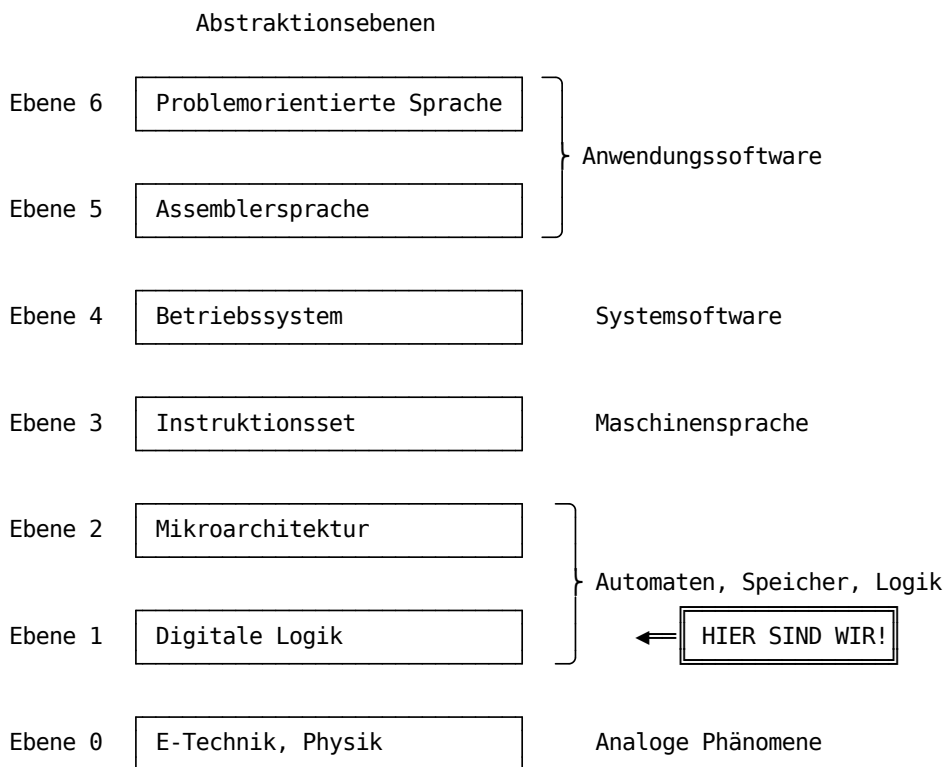 Abstraktionsebenen
Ebene 6 Problemorientierte Sprache
Anwendungssoftware
Ebene 5 Assemblersprache
Ebene 4 Betriebssystem Systemsoftware
Ebene 3 Instruktionsset Maschinensprache
Ebene 2 Mikroarchitektur
Automaten, Speicher, Logik
Ebene 1 Digitale Logik HIER SIND WIR!
Ebene 0 E-Technik, Physik Analoge Phänomene